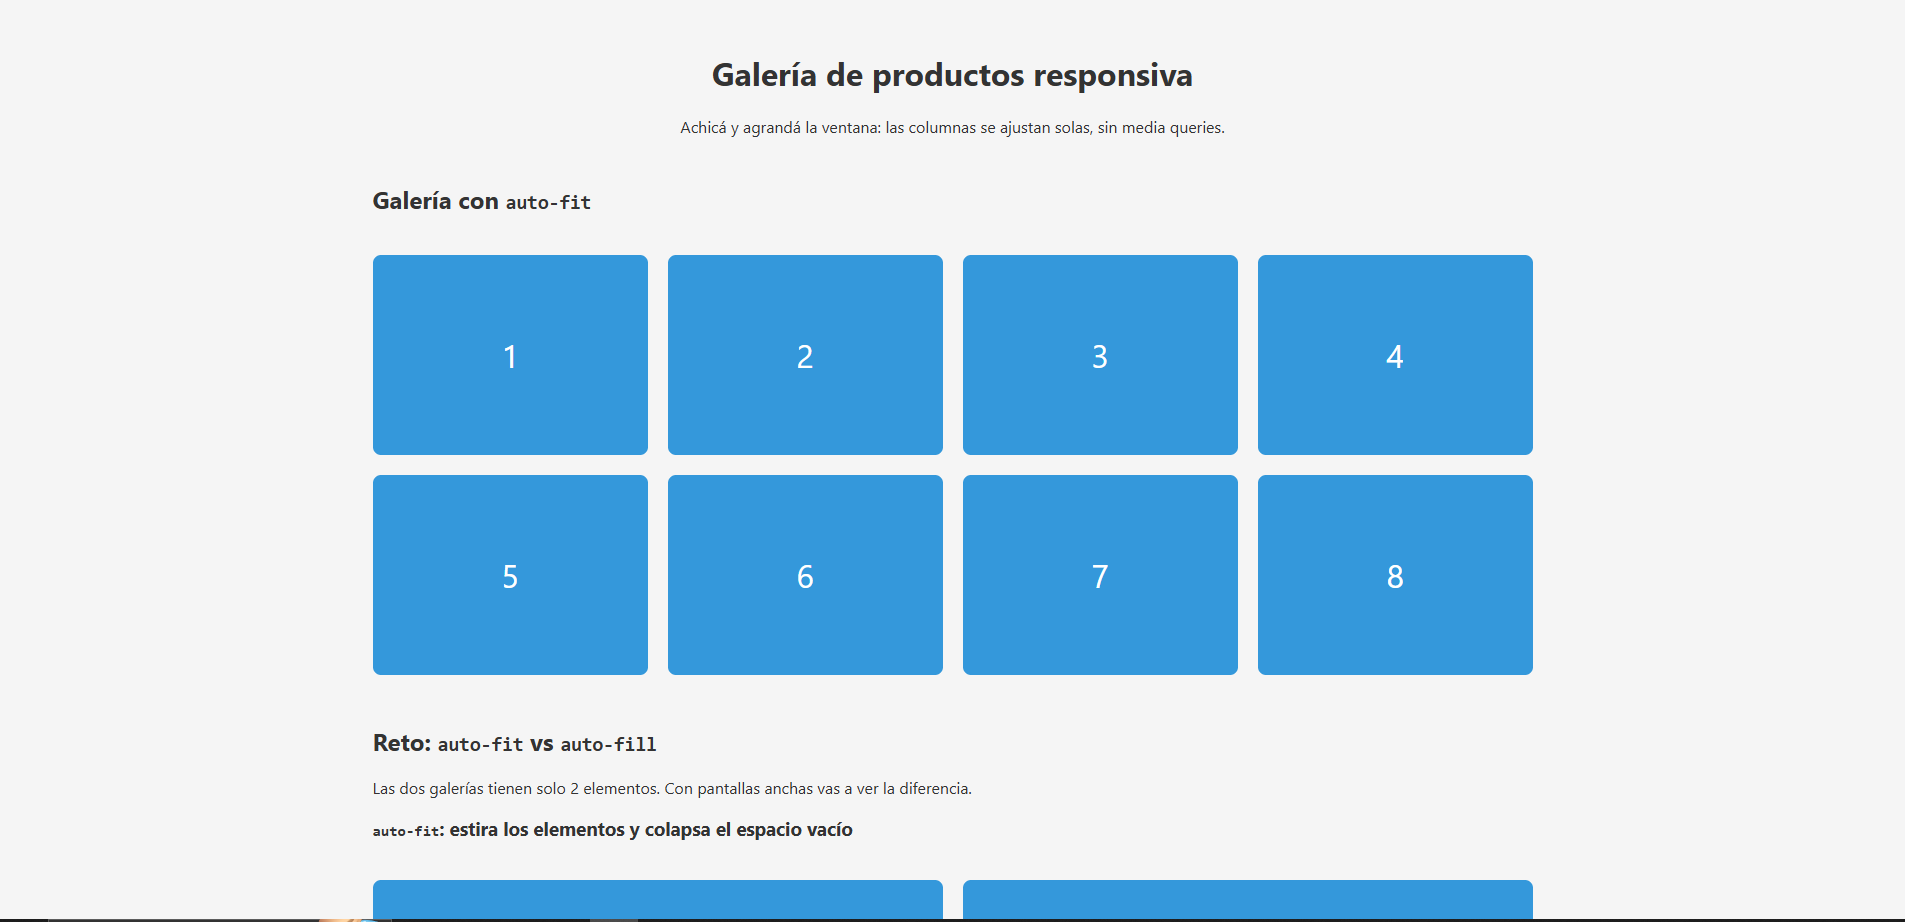 Galería de productos responsiva
Achicá y agrandá la ventana: las columnas se ajustan solas, sin media queries.
Galería con auto-fit
1 2 3 4
5 6 7 8
Reto: auto-fit vs auto-fill
Las dos galerías tienen solo 2 elementos. Con pantallas anchas vas a ver la diferencia.
auto-fit: estira los elementos y colapsa el espacio vacío